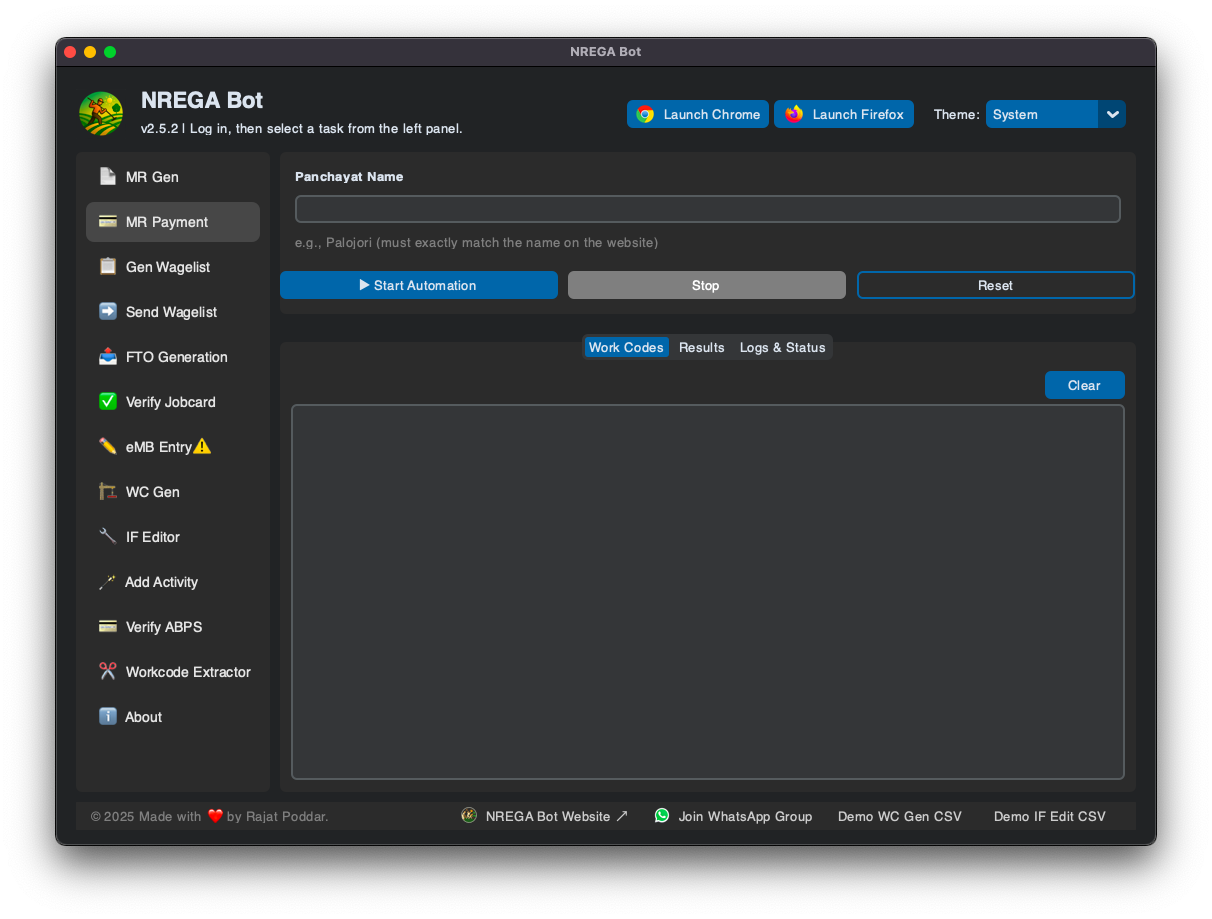 NREGA Bot
NREGA Bot
v2.5.2 | Log in, then select a task from the left panel.
Launch Chrome
Launch Firefox
Theme:
System
MR Gen
MR Payment
Gen Wagelist
Send Wagelist
FTO Generation
Verify Jobcard
eMB Entry⚠️
WC Gen
IF Editor
Add Activity
Verify ABPS
Workcode Extractor
About
Panchayat Name
e.g., Palojori (must exactly match the name on the website)
▶ Start Automation
Stop
Reset
Work Codes
Results
Logs & Status
Clear
© 2025 Made with ❤️ by Rajat Poddar.
NREGA Bot Website ↗
Join WhatsApp Group
Demo WC Gen CSV
Demo IF Edit CSV